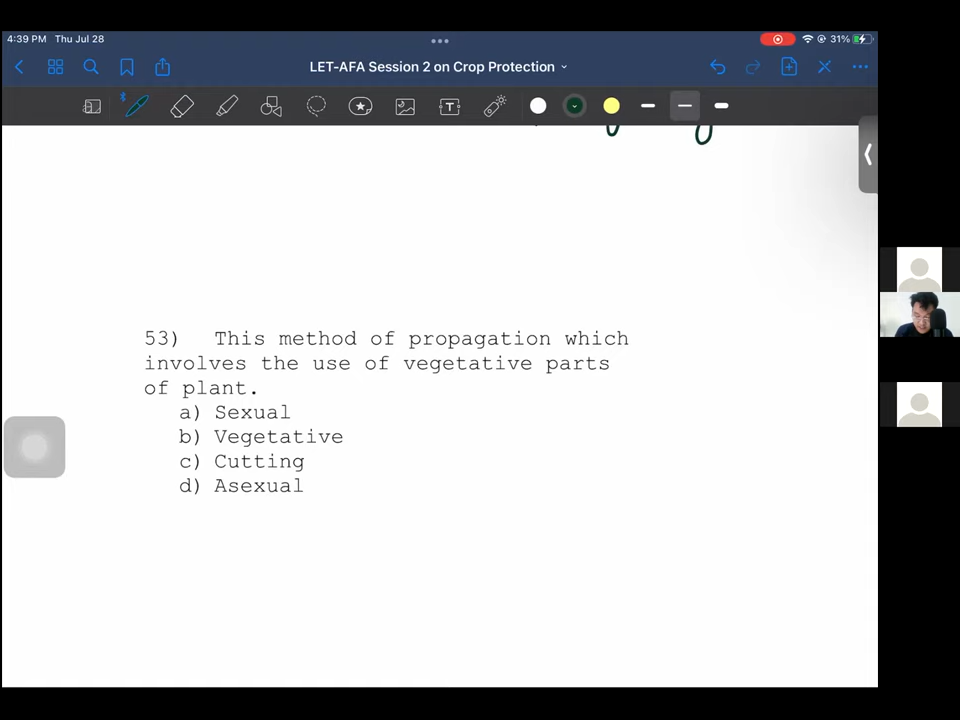 4:39 PM Thu Jul 28
31%
LET-AFA Session 2 on Crop Protection
T
53) This method of propagation which
involves the use of vegetative parts
of plant.
a) Sexual
b) Vegetative
c) Cutting
d) Asexual